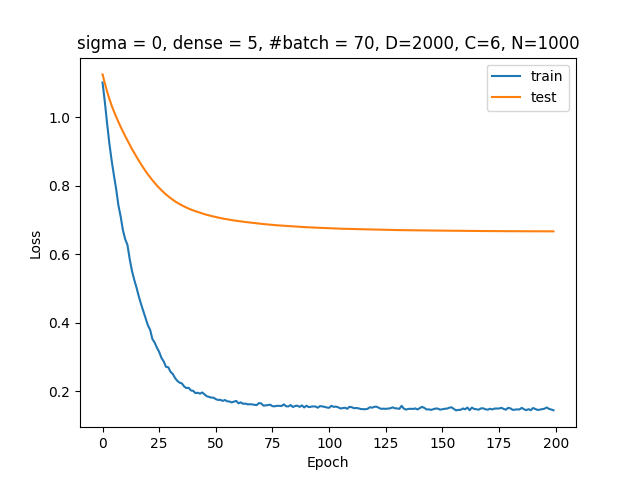 sigma = 0, dense = 5, #batch = 70, D=2000, C=6, N=1000
train
test
1.0
0.8
0.6
0.4
0.2
Loss
0 25 50 75 100 125 150 175 200
Epoch